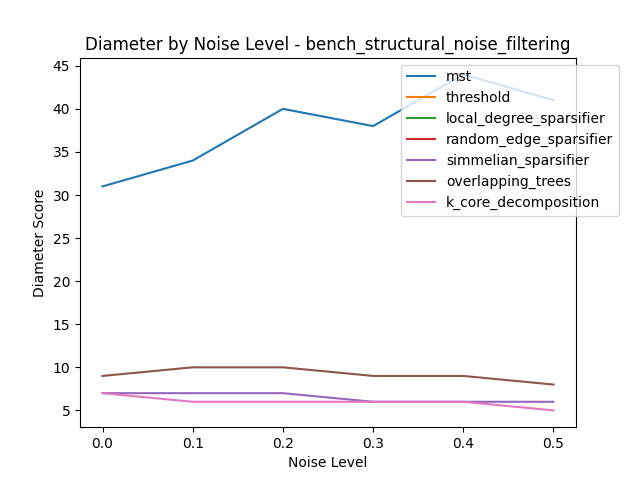 Diameter by Noise Level - bench_structural_noise_filtering
mst
threshold
local_degree_sparsifier
random_edge_sparsifier
simmelian_sparsifier
overlapping_trees
k_core_decomposition
Diameter Score
45
40
35
30
25
20
15
10
5
0.0 0.1 0.2 0.3 0.4 0.5
Noise Level